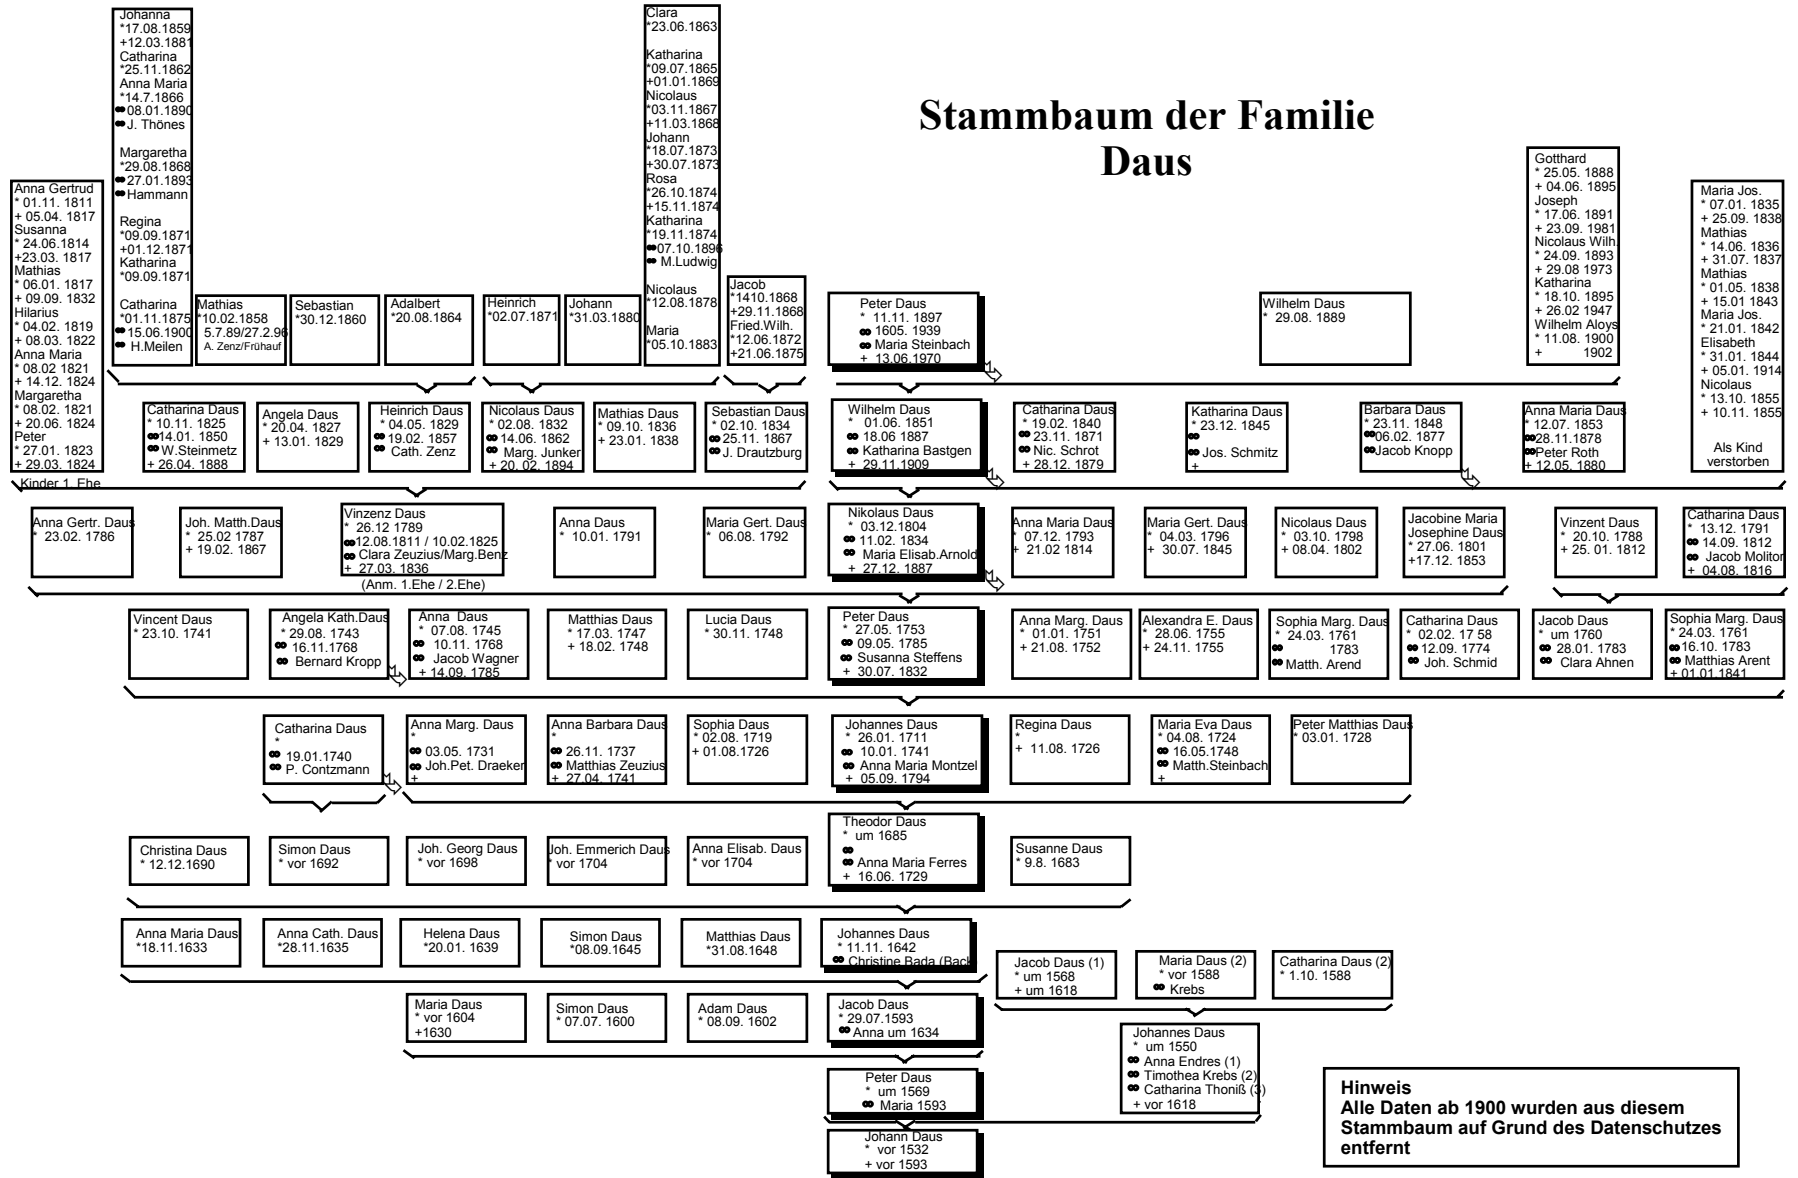 Stammbaum der Familie
Daus
Johanna
*17.08.1859
+12.03.1881
Catharina
*25.11.1862
Anna Maria
*14.7.1866
⚭ 08.01.1890
⚭ J. Thönes
Margaretha
*29.08.1868
⚭ 27.01.1893
⚭ Hammann
Regina
*09.09.1871
+01.12.1871
Katharina
*09.09.1871
Catharina
*01.11.1875
⚭ 15.06.1900
⚭ H.Meilen
Clara
*23.06.1863
Katharina
*09.07.1865
+01.01.1869
Nicolaus
*03.11.1867
+11.03.1868
Johann
*18.07.1873
+30.07.1873
Rosa
*26.10.1874
+15.11.1874
Katharina
*19.11.1874
⚭ 07.10.1896
⚭ M.Ludwig
Nicolaus
*12.08.1878
Maria
*05.10.1883
Gotthard
* 25.05. 1888
+ 04.06. 1895
Joseph
* 17.06. 1891
+ 23.09. 1981
Nicolaus Wilh.
* 24.09. 1893
+ 29.08 1973
Katharina
* 18.10. 1895
+ 26.02 1947
Wilhelm Aloys
* 11.08. 1900
+ 1902
Anna Gertrud
* 01.11. 1811
+ 05.04. 1817
Susanna
* 24.06.1814
+23.03. 1817
Mathias
* 06.01. 1817
+ 09.09. 1832
Hilarius
* 04.02. 1819
+ 08.03. 1822
Anna Maria
* 08.02 1821
+ 14.12. 1824
Margaretha
* 08.02. 1821
+ 20.06. 1824
Peter
* 27.01. 1823
+ 29.03. 1824
Kinder 1. Ehe
Maria Jos.
* 07.01. 1835
+ 25.09. 1838
Mathias
* 14.06. 1836
+ 31.07. 1837
Mathias
* 01.05. 1838
+ 15.01 1843
Maria Jos.
* 21.01. 1842
Elisabeth
* 31.01. 1844
+ 05.01. 1914
Nicolaus
* 13.10. 1855
+ 10.11. 1855
Als Kind
verstorben
Mathias
*10.02.1858
5.7.89/27.2.96
A. Zenz/Frühauf
Sebastian
*30.12.1860
Adalbert
*20.08.1864
Heinrich
*02.07.1871
Johann
*31.03.1880
Jacob
*1410.1868
+29.11.1868
Fried.Wilh.
*12.06.1872
+21.06.1875
Peter Daus
* 11.11. 1897
⚭ 1605. 1939
⚭ Maria Steinbach
+ 13.06.1970
Wilhelm Daus
* 29.08. 1889
Catharina Daus
* 10.11. 1825
⚭14.01. 1850
⚭ W.Steinmetz
+ 26.04. 1888
Angela Daus
* 20.04. 1827
+ 13.01. 1829
Heinrich Daus
* 04.05. 1829
⚭ 19.02. 1857
⚭ Cath. Zenz
Nicolaus Daus
* 02.08. 1832
⚭ 14.06. 1862
⚭ Marg. Junker
+ 20. 02. 1894
Mathias Daus
* 09.10. 1836
+ 23.01. 1838
Sebastian Daus
* 02.10. 1834
⚭ 25.11. 1867
⚭ J. Drautzburg
Wilhelm Daus
* 01.06. 1851
⚭ 18.06 1887
⚭ Katharina Bastgen
+ 29.11.1909
Catharina Daus
* 19.02. 1840
⚭ 23.11. 1871
⚭ Nic. Schrot
+ 28.12. 1879
Katharina Daus
* 23.12. 1845
⚭
⚭ Jos. Schmitz
+
Barbara Daus
* 23.11. 1848
⚭06.02. 1877
⚭Jacob Knopp
Anna Maria Daus
* 12.07. 1853
⚭28.11.1878
⚭Peter Roth
+ 12.05. 1880
Anna Gertr. Daus
* 23.02. 1786
Joh. Matth.Daus
* 25.02 1787
+ 19.02. 1867
Vinzenz Daus
* 26.12 1789
⚭12.08.1811 / 10.02.1825
⚭ Clara Zeuzius/Marg.Benz
+ 27.03. 1836
(Anm. 1.Ehe / 2.Ehe)
Anna Daus
* 10.01. 1791
Maria Gert. Daus
* 06.08. 1792
Nikolaus Daus
* 03.12.1804
⚭ 11.02. 1834
⚭ Maria Elisab.Arnold
+ 27.12. 1887
Anna Maria Daus
* 07.12. 1793
+ 21.02 1814
Maria Gert. Daus
* 04.03. 1796
+ 30.07. 1845
Nicolaus Daus
* 03.10. 1798
+ 08.04. 1802
Jacobine Maria
Josephine Daus
* 27.06. 1801
+17.12. 1853
Vinzent Daus
* 20.10. 1788
+ 25. 01. 1812
Catharina Daus
* 13.12. 1791
⚭ 14.09. 1812
⚭ Jacob Molitor
+ 04.08. 1816
Vincent Daus
* 23.10. 1741
Angela Kath.Daus
* 29.08. 1743
⚭ 16.11.1768
⚭ Bernard Kropp
Anna Daus
* 07.08. 1745
⚭ 10.11. 1768
⚭ Jacob Wagner
+ 14.09. 1785
Matthias Daus
* 17.03. 1747
+ 18.02. 1748
Lucia Daus
* 30.11. 1748
Peter Daus
* 27.05. 1753
⚭ 09.05. 1785
⚭ Susanna Steffens
+ 30.07. 1832
Anna Marg. Daus
* 01.01. 1751
+ 21.08. 1752
Alexandra E. Daus
* 28.06. 1755
+ 24.11. 1755
Sophia Marg. Daus
* 24.03. 1761
⚭ 1783
⚭ Matth. Arend
Catharina Daus
* 02.02. 17 58
⚭ 12.09. 1774
⚭ Joh. Schmid
Jacob Daus
* um 1760
⚭ 28.01. 1783
⚭ Clara Ahnen
Sophia Marg. Daus
* 24.03. 1761
⚭ 16.10. 1783
⚭ Matthias Arent
+ 01.01.1841
Catharina Daus
*
⚭ 19.01.1740
⚭ P. Contzmann
Anna Marg. Daus
*
⚭ 03.05. 1731
⚭ Joh.Pet. Draeker
Anna Barbara Daus
*
⚭ 26.11. 1737
⚭ Matthias Zeuzius
+ 27.04. 1741
Sophia Daus
* 02.08. 1719
+ 01.08.1726
Johannes Daus
* 26.01. 1711
⚭ 10.01. 1741
⚭ Anna Maria Montzel
+ 05.09. 1794
Regina Daus
*
+ 11.08. 1726
Maria Eva Daus
* 04.08. 1724
⚭ 16.05.1748
⚭ Matth.Steinbach
+
Peter Matthias Daus
* 03.01. 1728
Theodor Daus
* um 1685
⚭
⚭ Anna Maria Ferres
+ 16.06. 1729
Christina Daus
* 12.12.1690
Simon Daus
* vor 1692
Joh. Georg Daus
* vor 1698
Joh. Emmerich Daus
* vor 1704
Anna Elisab. Daus
* vor 1704
Susanne Daus
* 9.8. 1683
Anna Maria Daus
*18.11.1633
Anna Cath. Daus
*28.11.1635
Helena Daus
*20.01. 1639
Simon Daus
*08.09.1645
Matthias Daus
*31.08.1648
Johannes Daus
* 11.11. 1642
⚭ Christine Bada (Back
Jacob Daus (1)
* um 1568
+ um 1618
Maria Daus (2)
* vor 1588
⚭ Krebs
Catharina Daus (2)
* 1.10. 1588
Maria Daus
* vor 1604
+1630
Simon Daus
* 07.07. 1600
Adam Daus
* 08.09. 1602
Jacob Daus
* 29.07.1593
⚭ Anna um 1634
Johannes Daus
* um 1550
⚭ Anna Endres (1)
⚭ Timothea Krebs (2)
⚭ Catharina Thoniß (3)
+ vor 1618
Peter Daus
* um 1569
⚭ Maria 1593
Johann Daus
* vor 1532
+ vor 1593
Hinweis
Alle Daten ab 1900 wurden aus diesem
Stammbaum auf Grund des Datenschutzes
entfernt